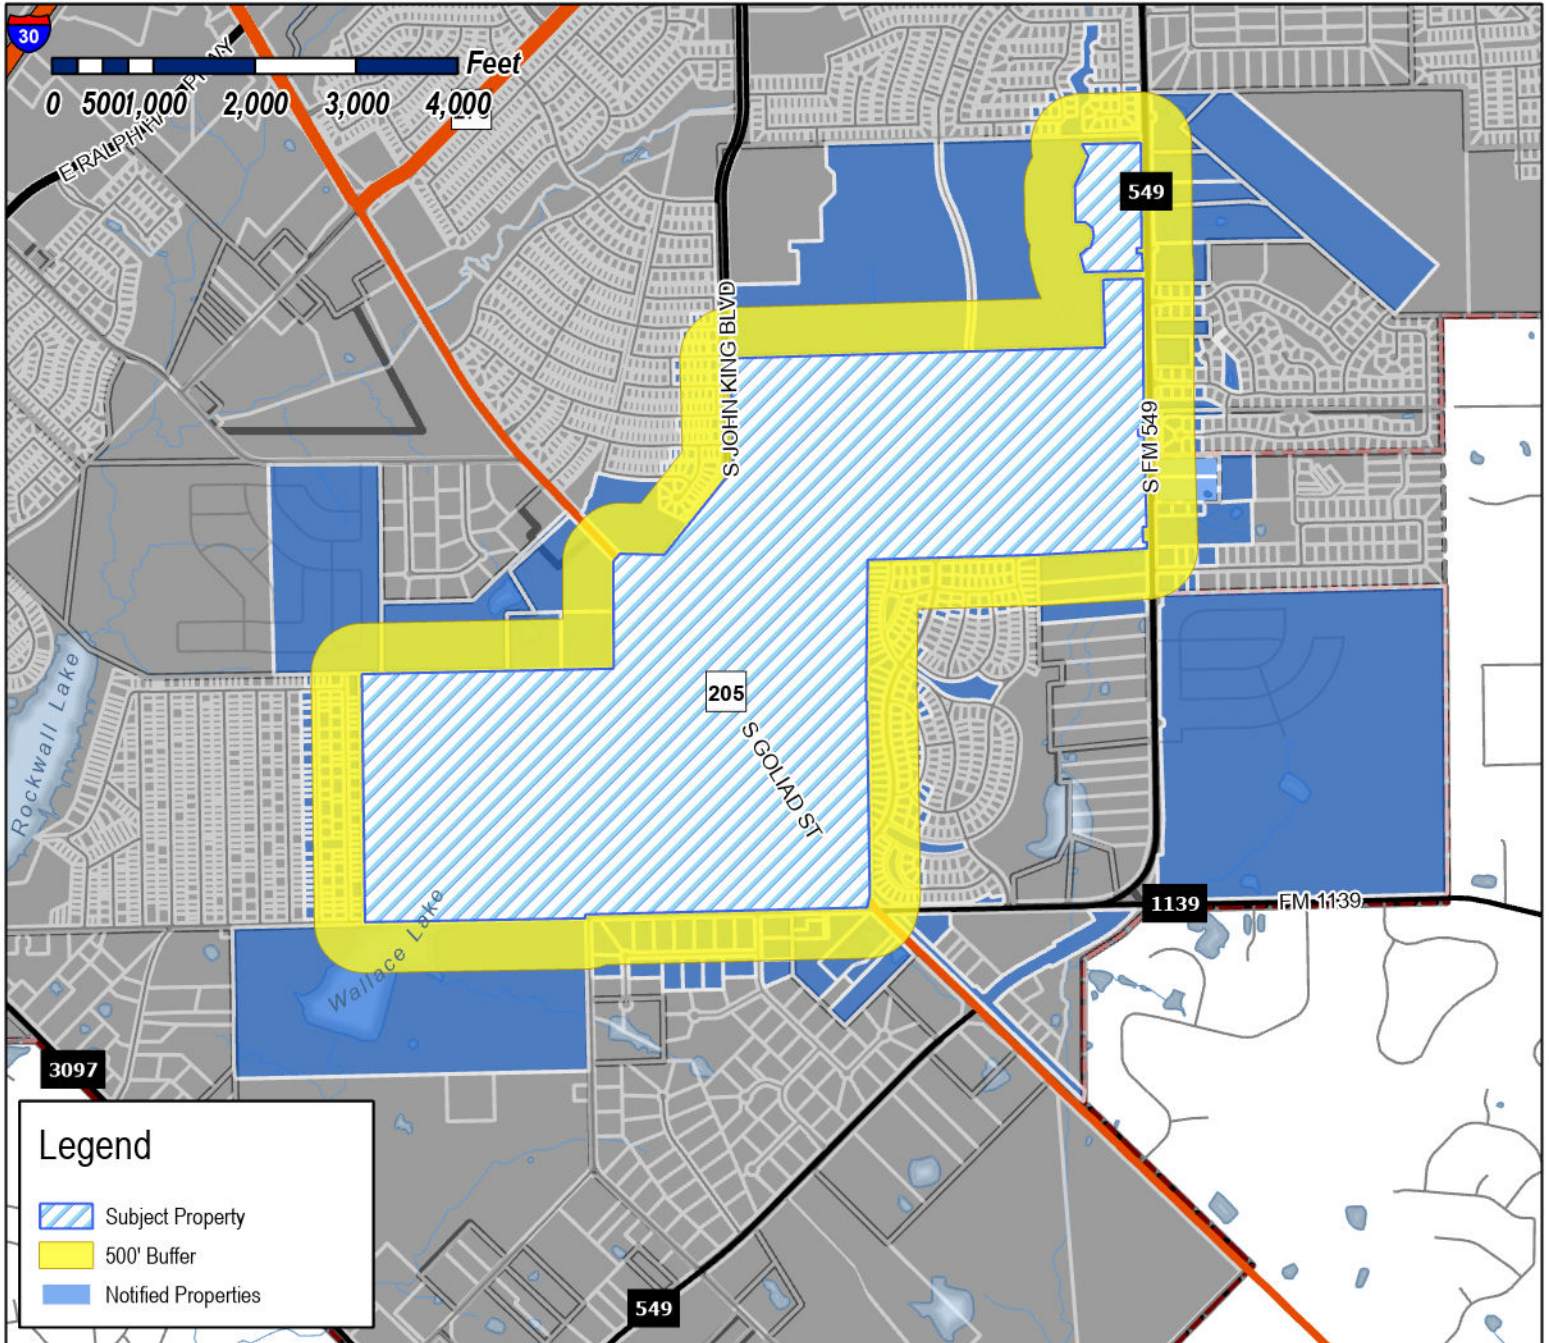 30
Feet
0 500 1,000 2,000 3,000 4,000
E RALPH HALL PKWY
549
S JOHN KING BLVD
S FM 549
Rockwall Lake
205
S GOLIAD ST
Wallace Lake
1139
FM 1139
3097
Legend
Subject Property
500' Buffer
Notified Properties
549